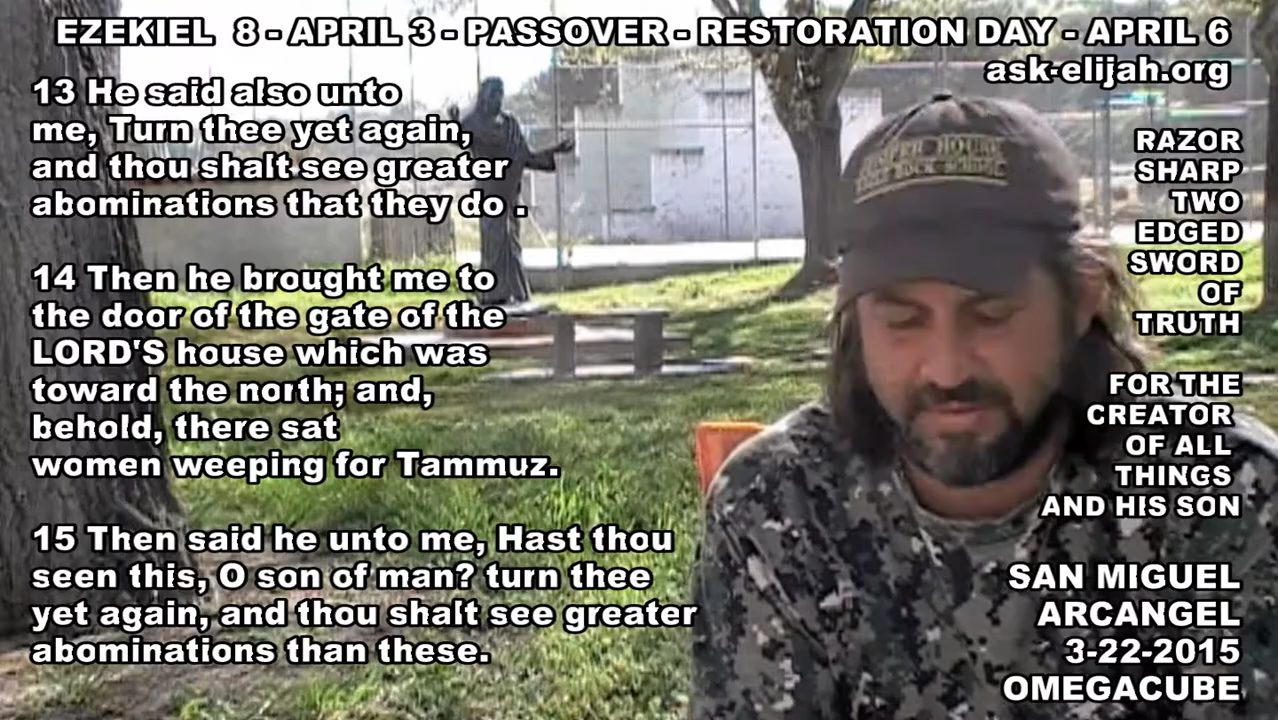 EZEKIEL 8 - APRIL 3 - PASSOVER - RESTORATION DAY - APRIL 6
ask-elijah.org
13 He said also unto
me, Turn thee yet again,
and thou shalt see greater
abominations that they do .
14 Then he brought me to
the door of the gate of the
LORD'S house which was
toward the north; and,
behold, there sat
women weeping for Tammuz.
15 Then said he unto me, Hast thou
seen this, O son of man? turn thee
yet again, and thou shalt see greater
abominations than these.
RAZOR
SHARP
TWO
EDGED
SWORD
OF
TRUTH
FOR THE
CREATOR
OF ALL
THINGS
AND HIS SON
SAN MIGUEL
ARCANGEL
3-22-2015
OMEGACUBE